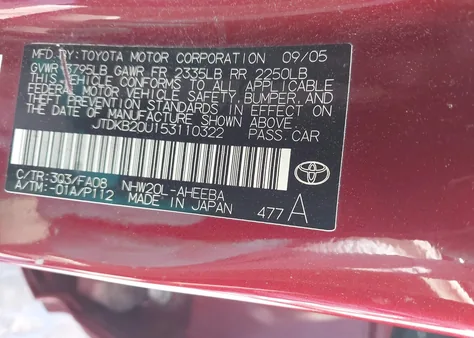 MFD. BY: TOYOTA MOTOR CORPORATION 09/05
GVWR 3795LB GAWR FR 2335LB RR 2250LB
THIS VEHICLE CONFORMS TO ALL APPLICABLE
FEDERAL MOTOR VEHICLE SAFETY, BUMPER, AND
THEFT PREVENTION STANDARDS IN EFFECT ON
THE DATE OF MANUFACTURE SHOWN ABOVE.
JTDKB20U153110322 PASS.CAR
C/TR: 3Q3/FA08 NHW20L-AHEEBA
A/TM: -01A/P112 MADE IN JAPAN
477 A